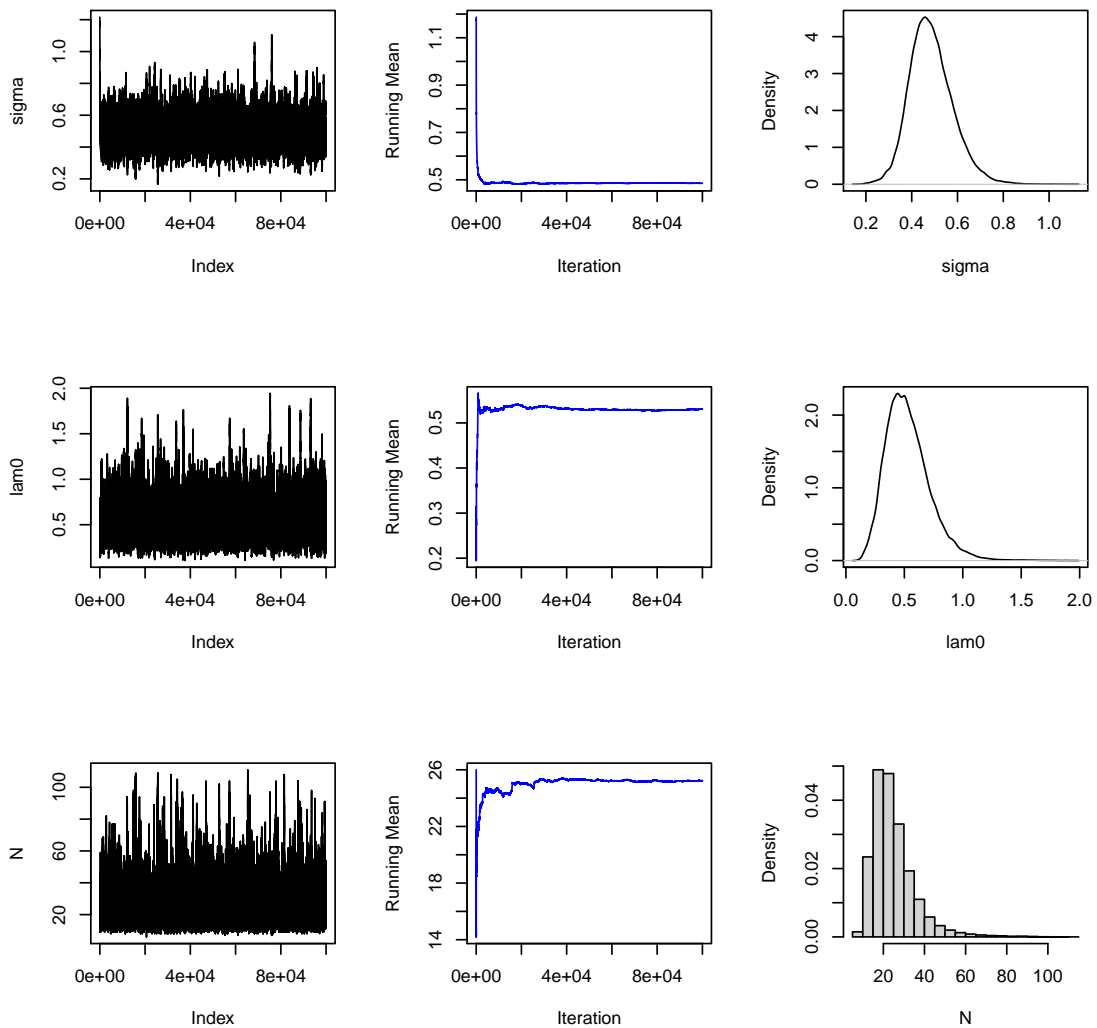 sigma
0.2 0.6 1.0
0e+00 4e+04 8e+04
Index
Running Mean
0.5 0.7 0.9 1.1
0e+00 4e+04 8e+04
Iteration
Density
0 1 2 3 4
0.2 0.4 0.6 0.8 1.0
sigma
lam0
0.5 1.0 1.5 2.0
0e+00 4e+04 8e+04
Index
Running Mean
0.2 0.3 0.4 0.5
0e+00 4e+04 8e+04
Iteration
Density
0.0 1.0 2.0
0.0 0.5 1.0 1.5 2.0
lam0
N
20 60 100
0e+00 4e+04 8e+04
Index
Running Mean
14 18 22 26
0e+00 4e+04 8e+04
Iteration
Density
0.00 0.02 0.04
20 40 60 80 100
N